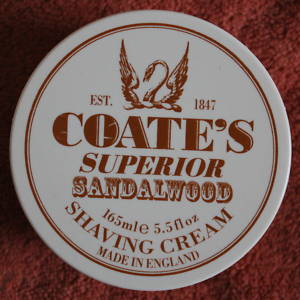 EST. 1847
COATE'S
SUPERIOR
SANDALWOOD
165ml e 5.5fl oz
SHAVING CREAM
MADE IN ENGLAND